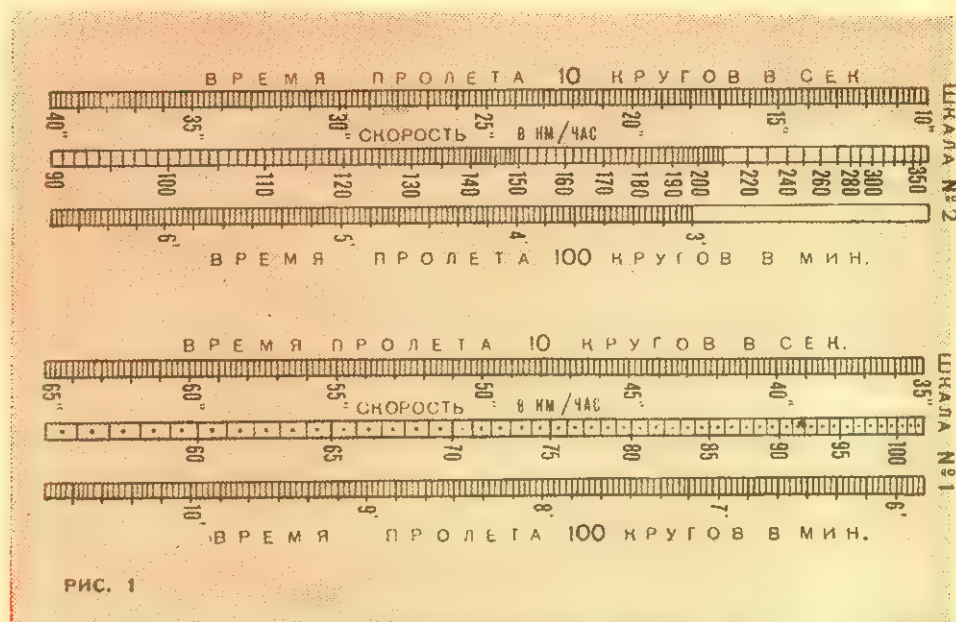 ВРЕМЯ ПРОЛЕТА 10 КРУГОВ В СЕК
40" 35" 30" 25" 20" 15" 10"
СКОРОСТЬ В КМ/ЧАС
90 100 110 120 130 140 150 160 170 180 190 200 220 240 260 280 300 350
6' 5' 4' 3'
ВРЕМЯ ПРОЛЕТА 100 КРУГОВ В МИН.
ШКАЛА №2
ВРЕМЯ ПРОЛЕТА 10 КРУГОВ В СЕК.
65" 60" 55" 50" 45" 40" 35"
СКОРОСТЬ В КМ/ЧАС
60 65 70 75 80 85 90 95 100
10' 9' 8' 7' 6'
ВРЕМЯ ПРОЛЕТА 100 КРУГОВ В МИН.
ШКАЛА №1
РИС. 1